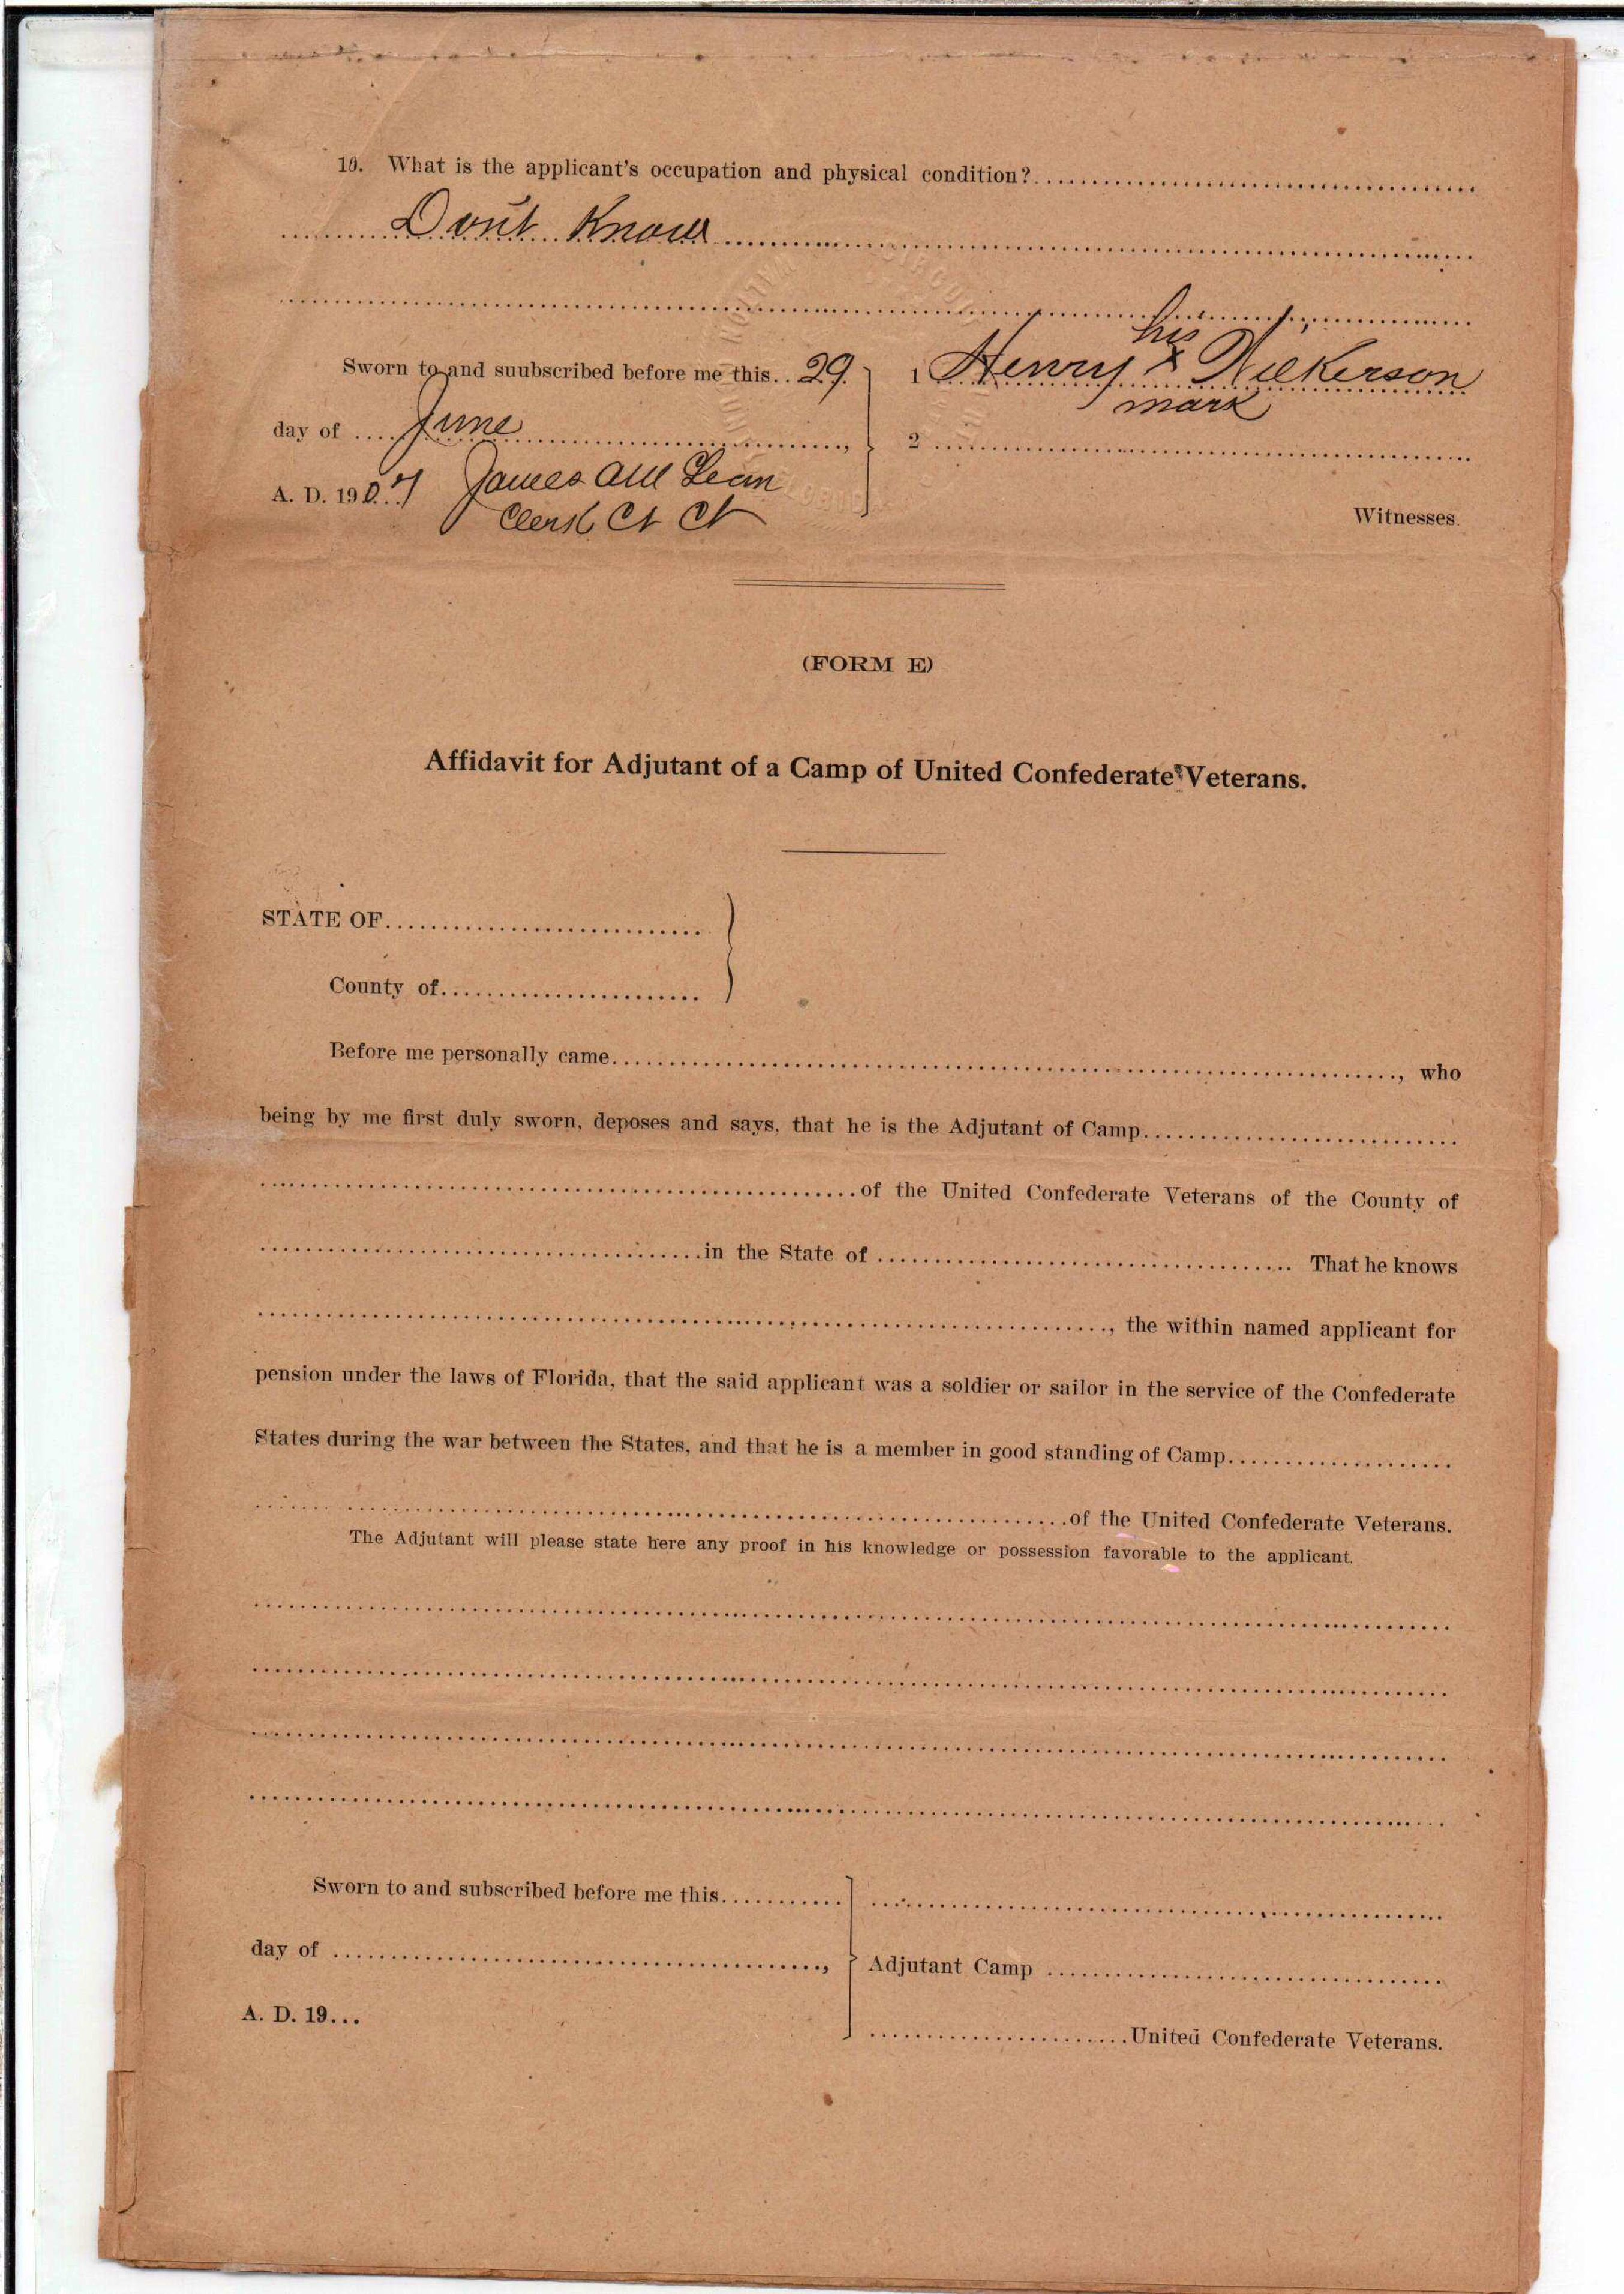 10. What is the applicant's occupation and physical condition?
Don't Know
his
Sworn to and suubscribed before me this.. 29. 1 Henry x Wilkerson
mark
day of June, 2
A. D. 1907 James
Clerk Ct Ct
Witnesses.
(FORM E)
Affidavit for Adjutant of a Camp of United Confederate Veterans.
STATE OF
County of
Before me personally came, who
being by me first duly sworn, deposes and says, that he is the Adjutant of Camp
of the United Confederate Veterans of the County of
in the State of That he knows
, the within named applicant for
pension under the laws of Florida, that the said applicant was a soldier or sailor in the service of the Confederate
States during the war between the States, and that he is a member in good standing of Camp
of the United Confederate Veterans.
The Adjutant will please state here any proof in his knowledge or possession favorable to the applicant.
Sworn to and subscribed before me this
day of , Adjutant Camp
A. D. 19...
United Confederate Veterans.